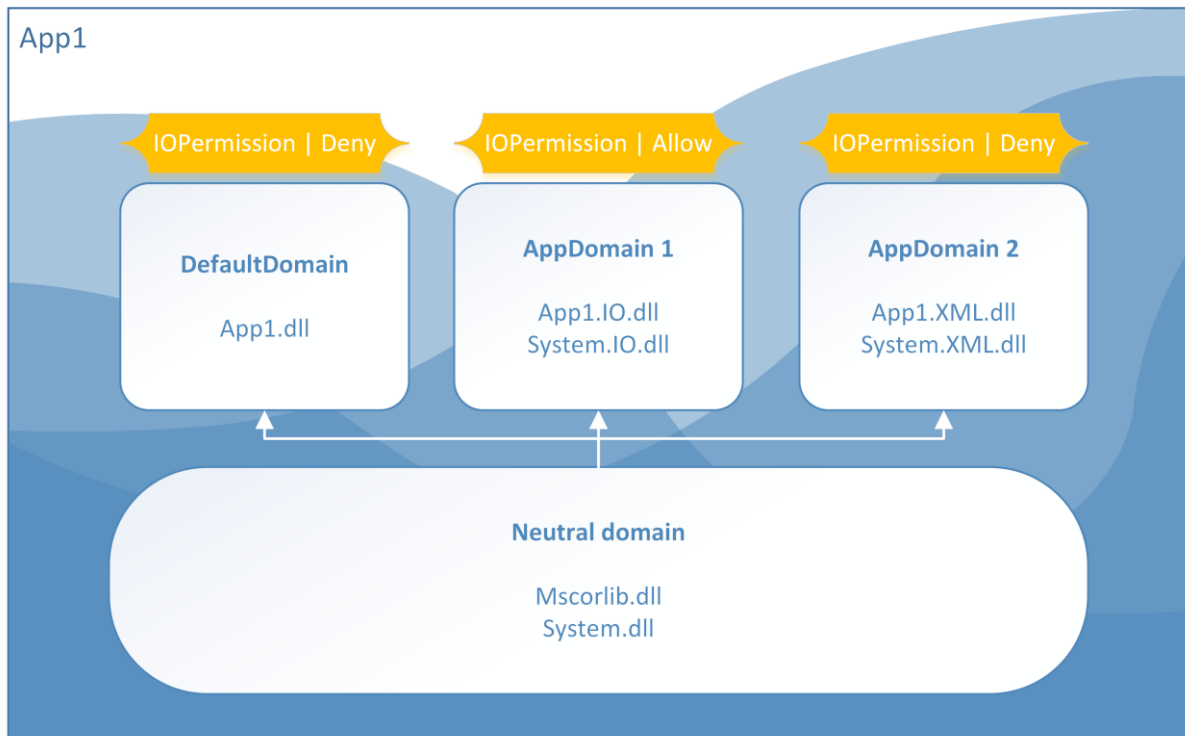 App1
IOPermission | Deny
IOPermission | Allow
IOPermission | Deny
DefaultDomain
App1.dll
AppDomain 1
App1.IO.dll
System.IO.dll
AppDomain 2
App1.XML.dll
System.XML.dll
Neutral domain
Mscorlib.dll
System.dll